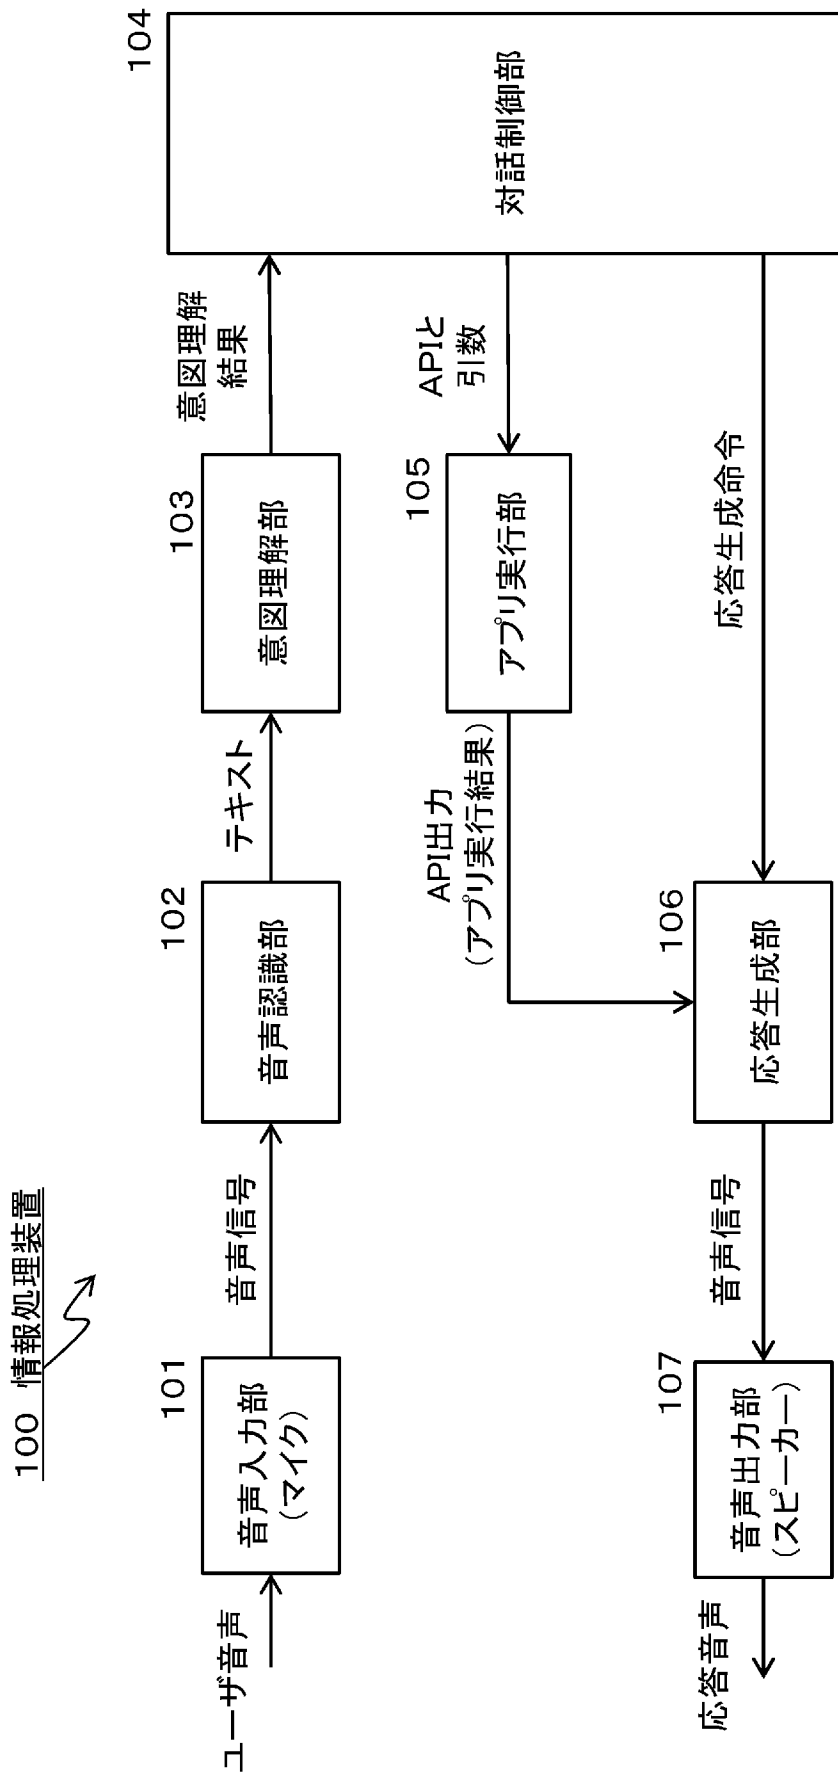 100 情報処理装置
ユーザ音声
101
音声入力部
(マイク)
音声信号
102
音声認識部
テキスト
103
意図理解部
意図理解
結果
104
対話制御部
APIと
引数
105
アプリ実行部
API出力
(アプリ実行結果)
応答生成命令
106
応答生成部
音声信号
107
音声出力部
(スピーカー)
応答音声